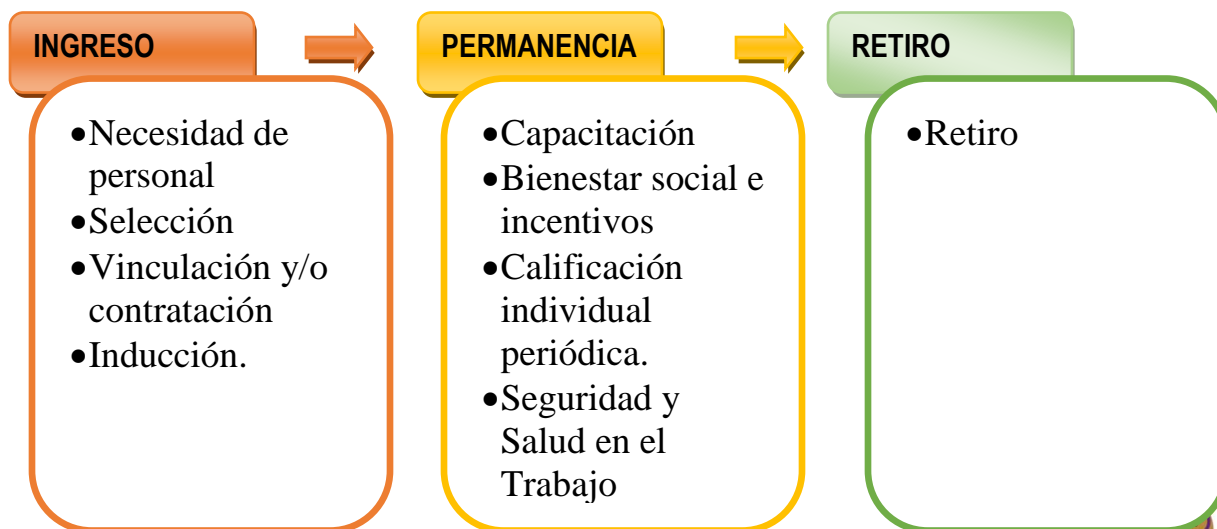 INGRESO
•Necesidad de
personal
•Selección
•Vinculación y/o
contratación
•Inducción.
PERMANENCIA
•Capacitación
•Bienestar social e
incentivos
•Calificación
individual
periódica.
•Seguridad y
Salud en el
Trabajo
RETIRO
•Retiro